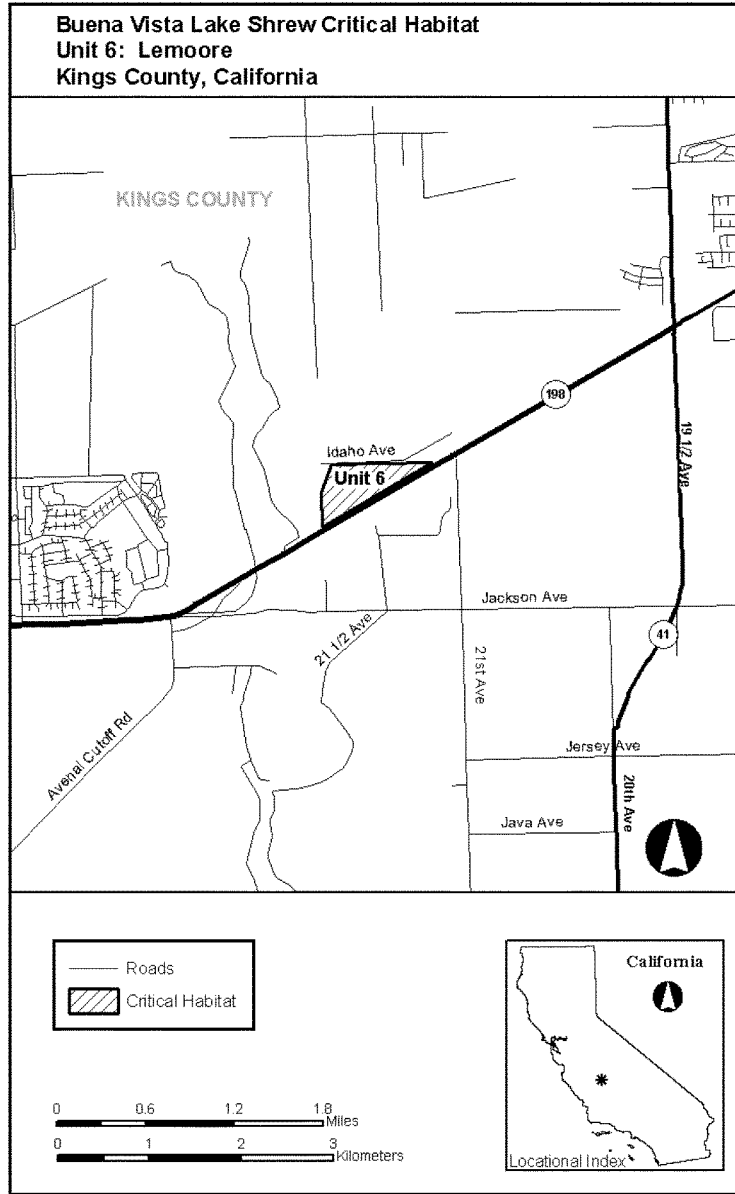 Buena Vista Lake Shrew Critical Habitat
Unit 6: Lemoore
Kings County, California
KINGS COUNTY
198
19 1/2 Ave
Idaho Ave
Unit 6
Jackson Ave
41
21 1/2 Ave
21st Ave
Avenal Cutoff Rd
Jersey Ave
20th Ave
Java Ave
Roads
Critical Habitat
California
0 0.6 1.2 1.8
Miles
0 1 2 3
Kilometers
Locational Index